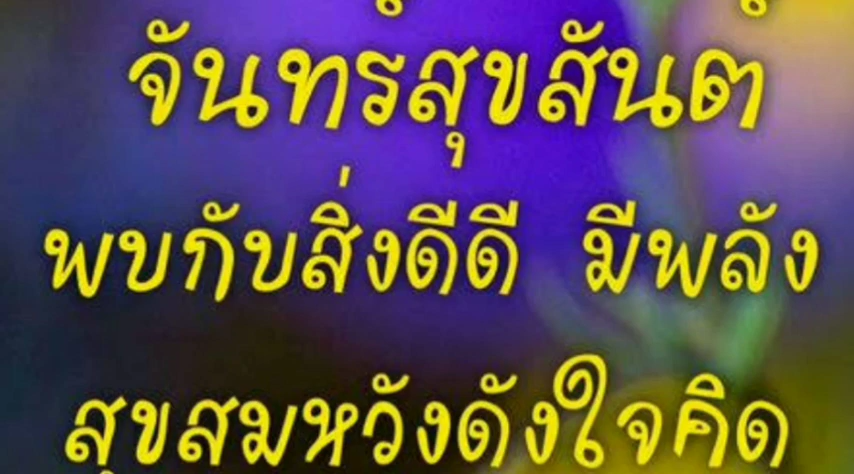 จันทร์สุขสันต์
พบกับสิ่งดีดี มีพลัง
สุขสมหวังดังใจคิด